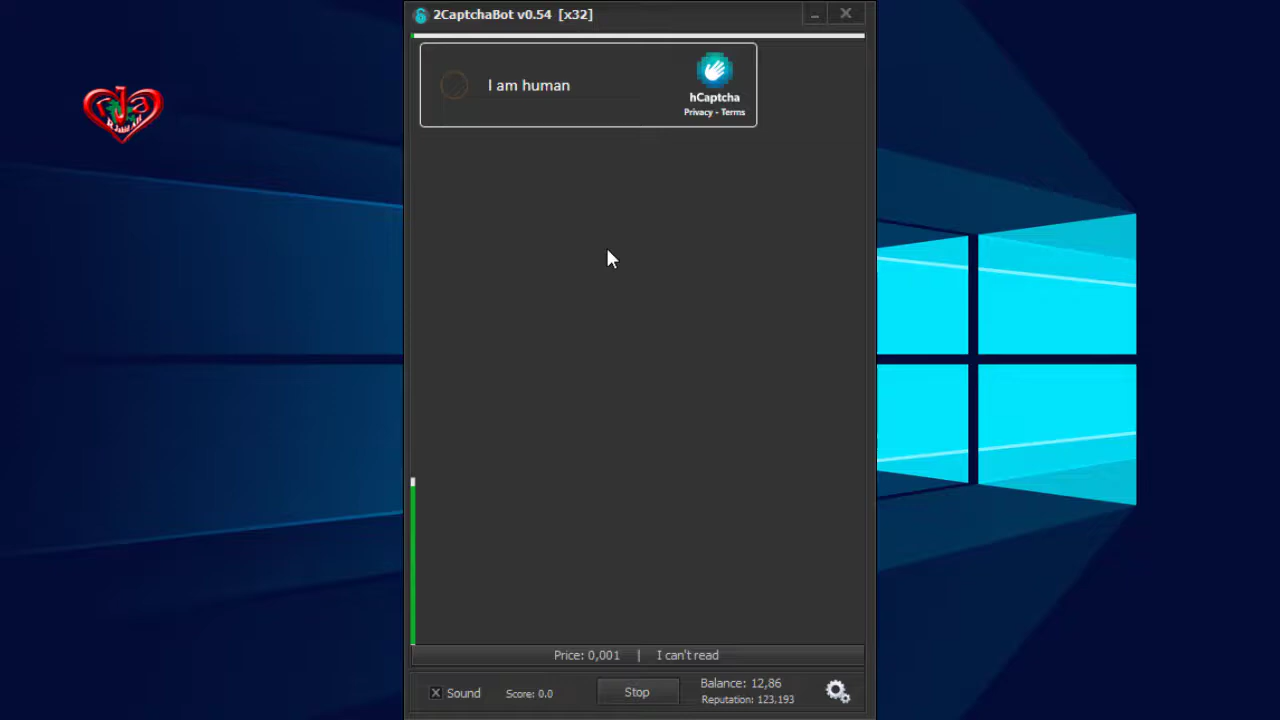 2CaptchaBot v0.54 [x32]
I am human
hCaptcha
Privacy - Terms
rja
Price: 0,001 | I can't read
Sound
Score: 0.0
Stop
Balance: 12,86
Reputation: 123,193